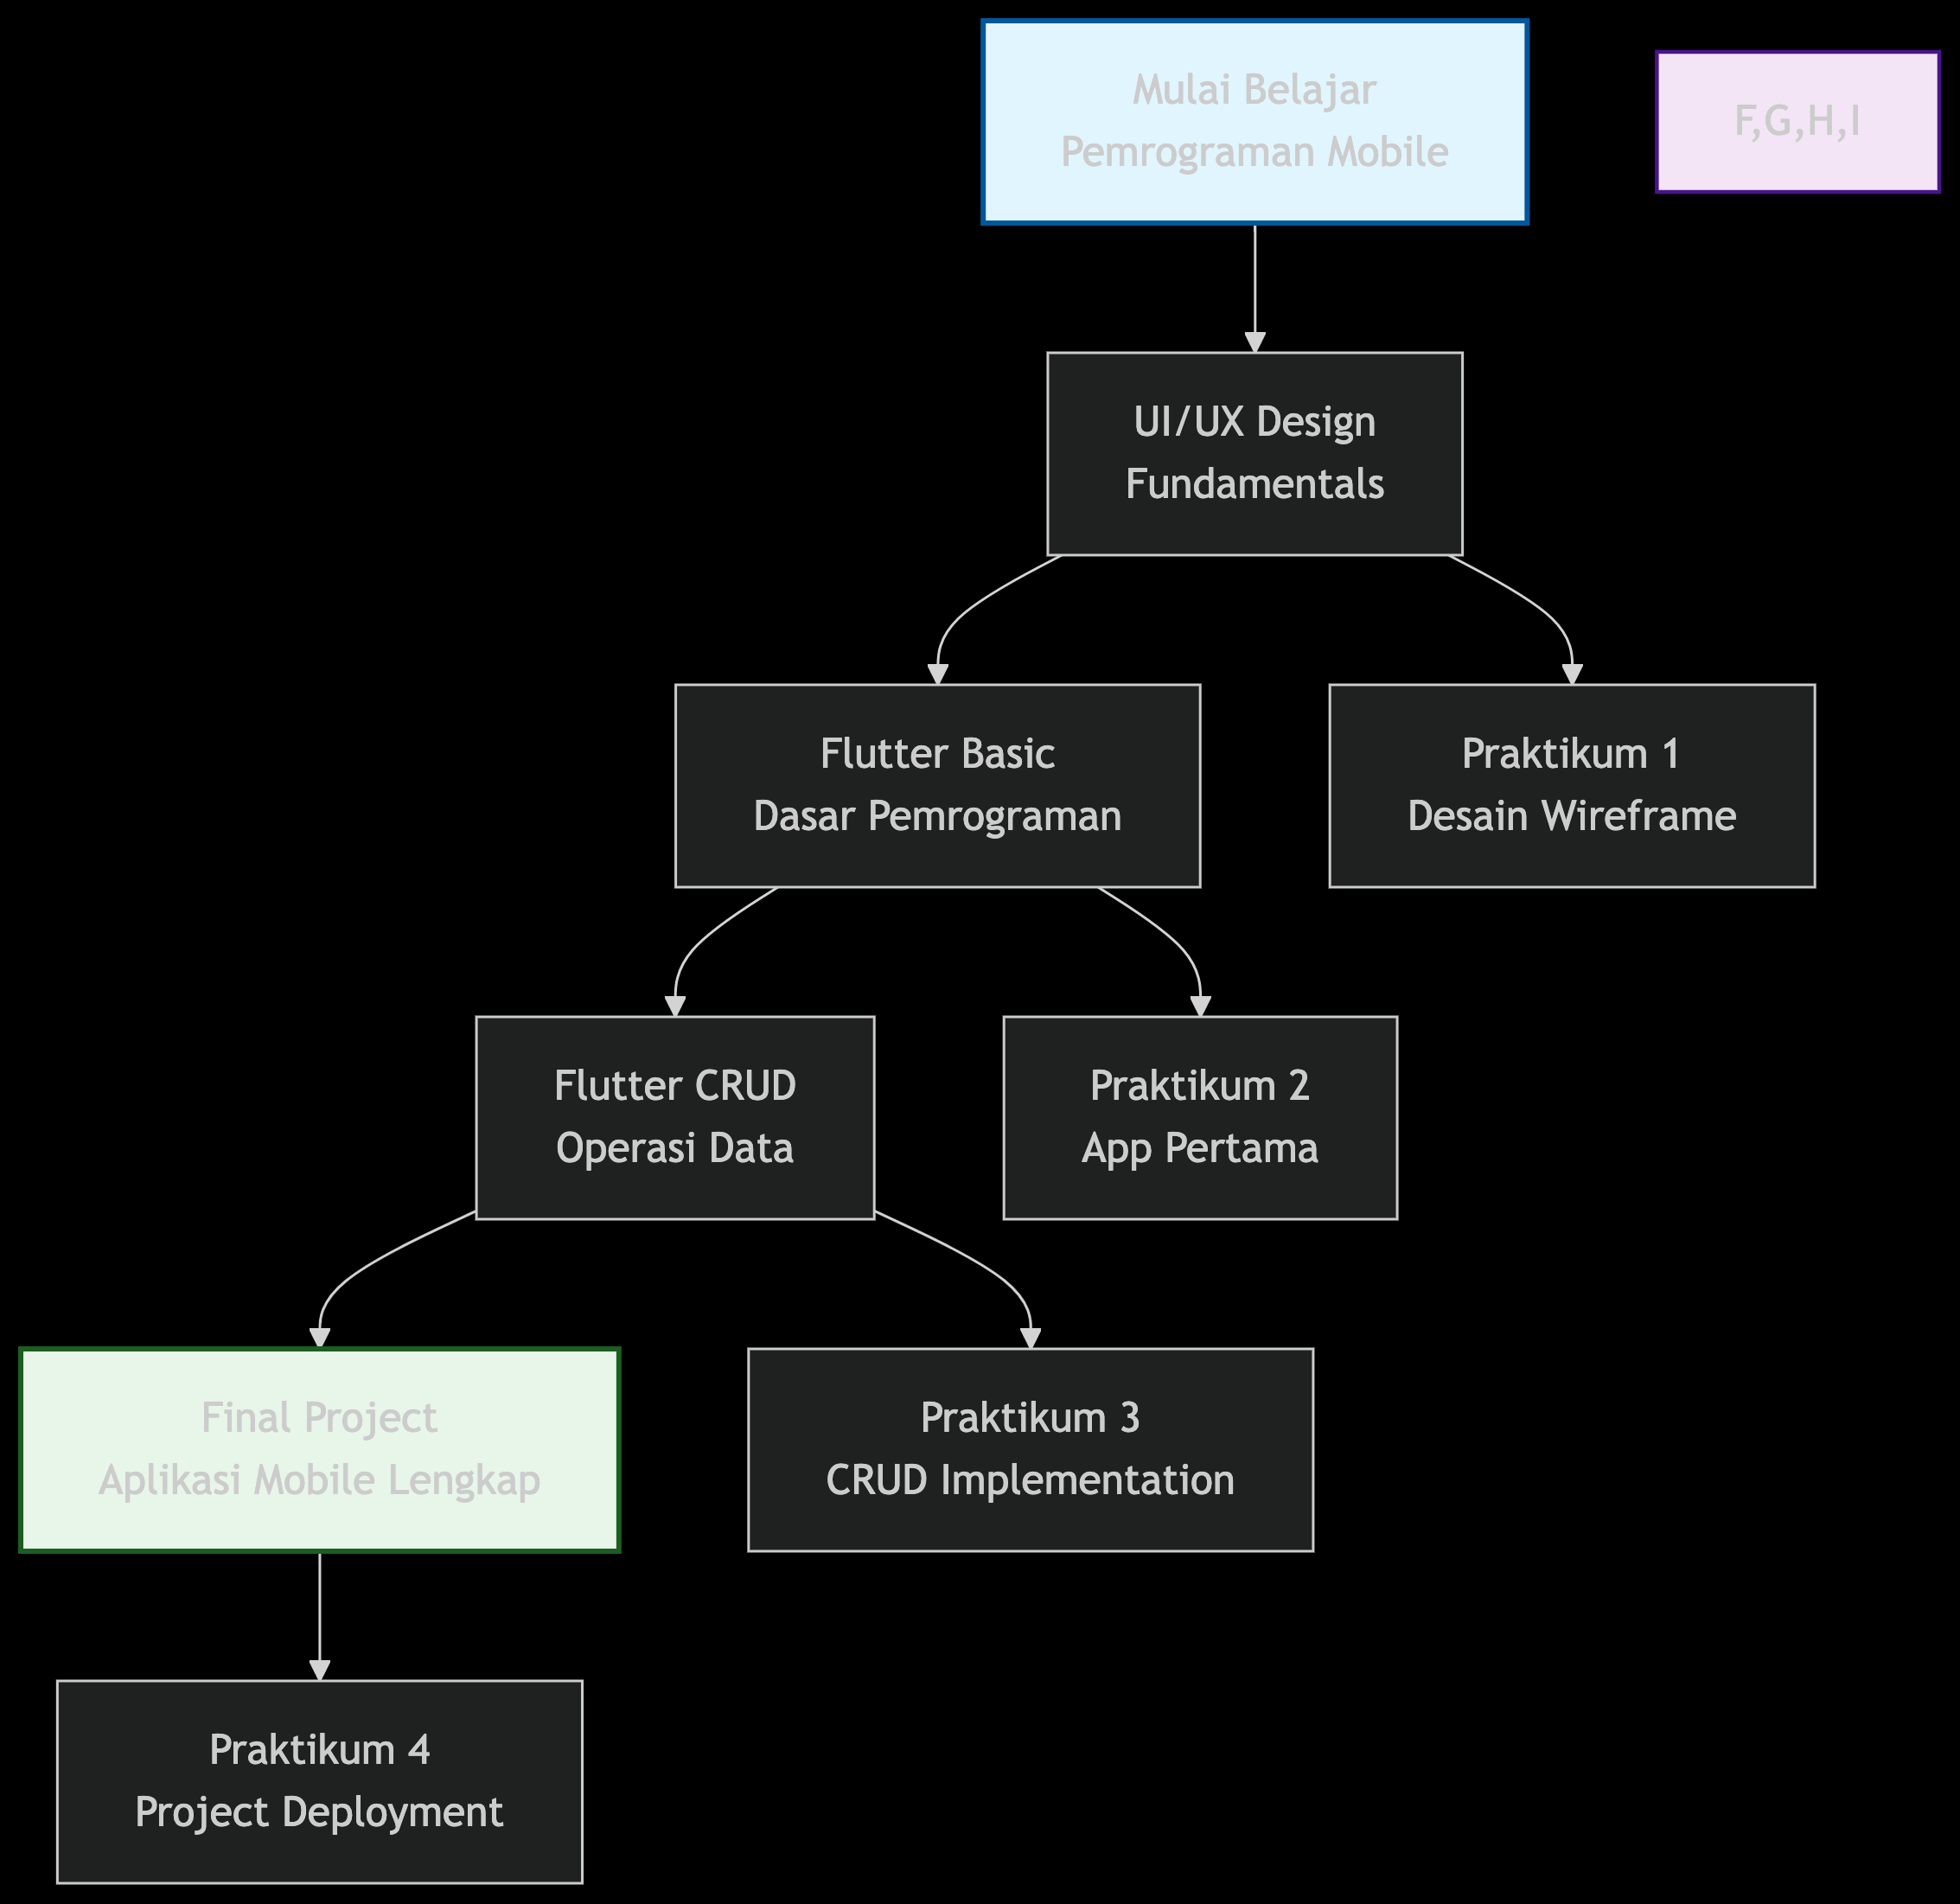 Mulai Belajar
Pemrograman Mobile
F,G,H,I
UI/UX Design
Fundamentals
Flutter Basic
Dasar Pemrograman
Praktikum 1
Desain Wireframe
Flutter CRUD
Operasi Data
Praktikum 2
App Pertama
Final Project
Aplikasi Mobile Lengkap
Praktikum 3
CRUD Implementation
Praktikum 4
Project Deployment